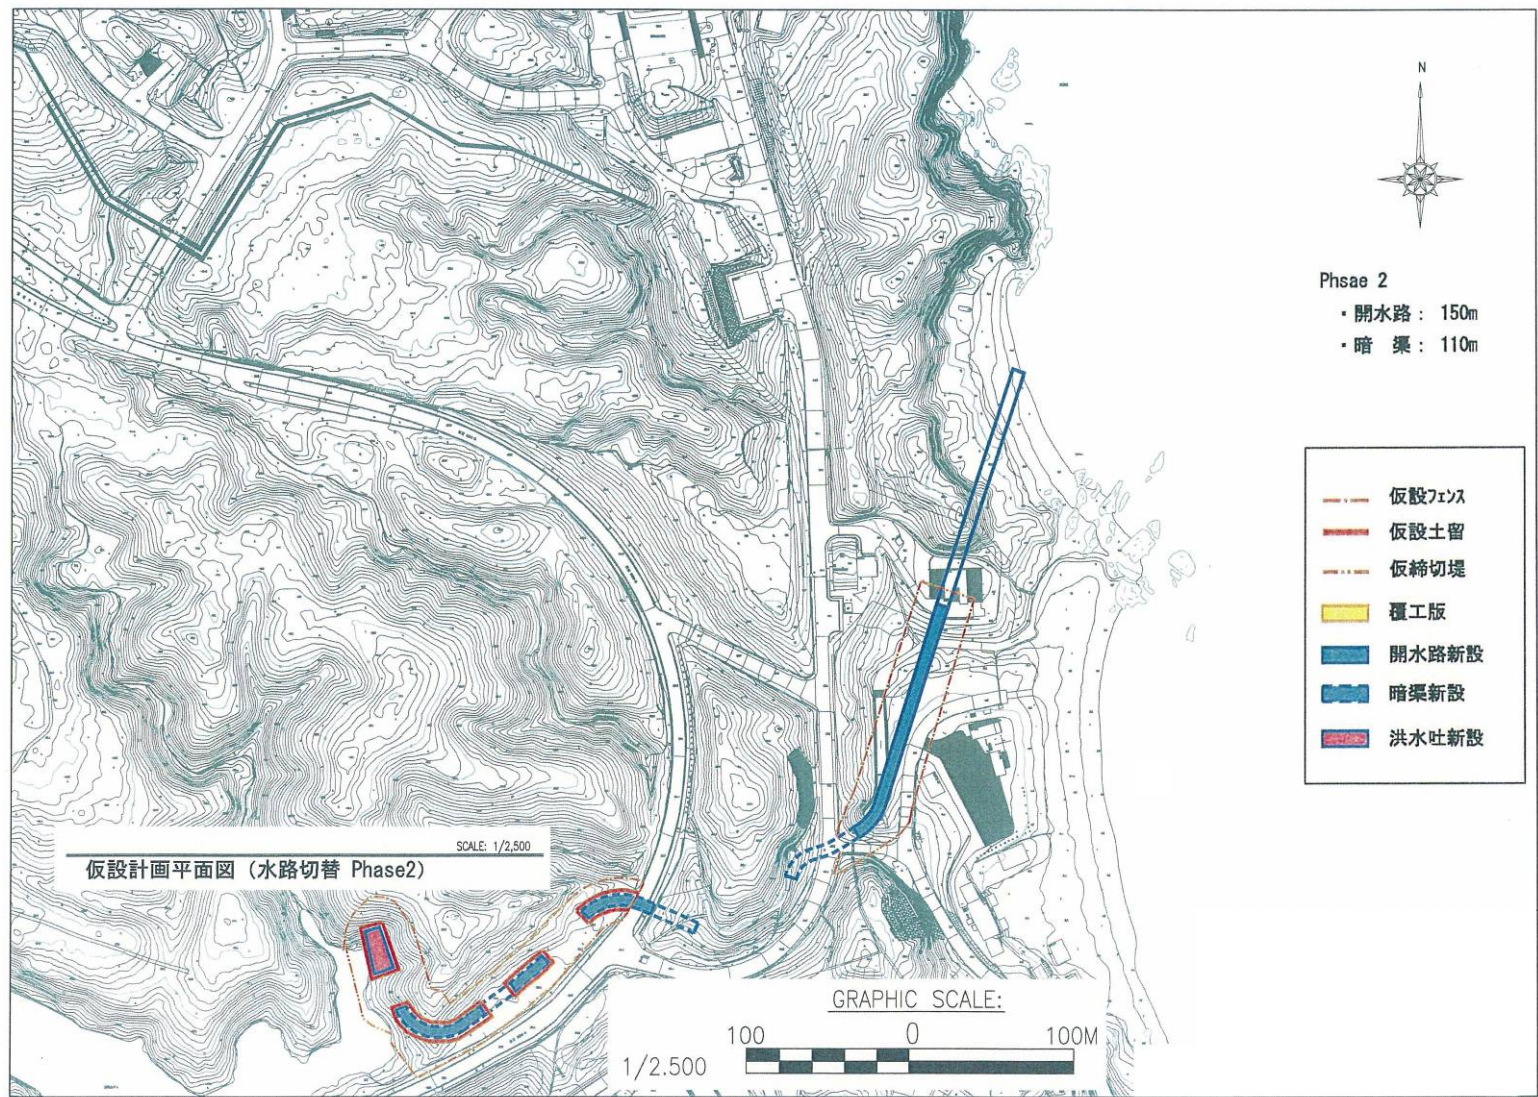 N
Phsae 2
・開水路： 150m
・暗 渠： 110m
仮設フェンス
仮設土留
仮締切堤
覆工版
開水路新設
暗渠新設
洪水吐新設
SCALE: 1/2,500
仮設計画平面図（水路切替 Phase2）
GRAPHIC SCALE:
100 0 100M
1/2.500